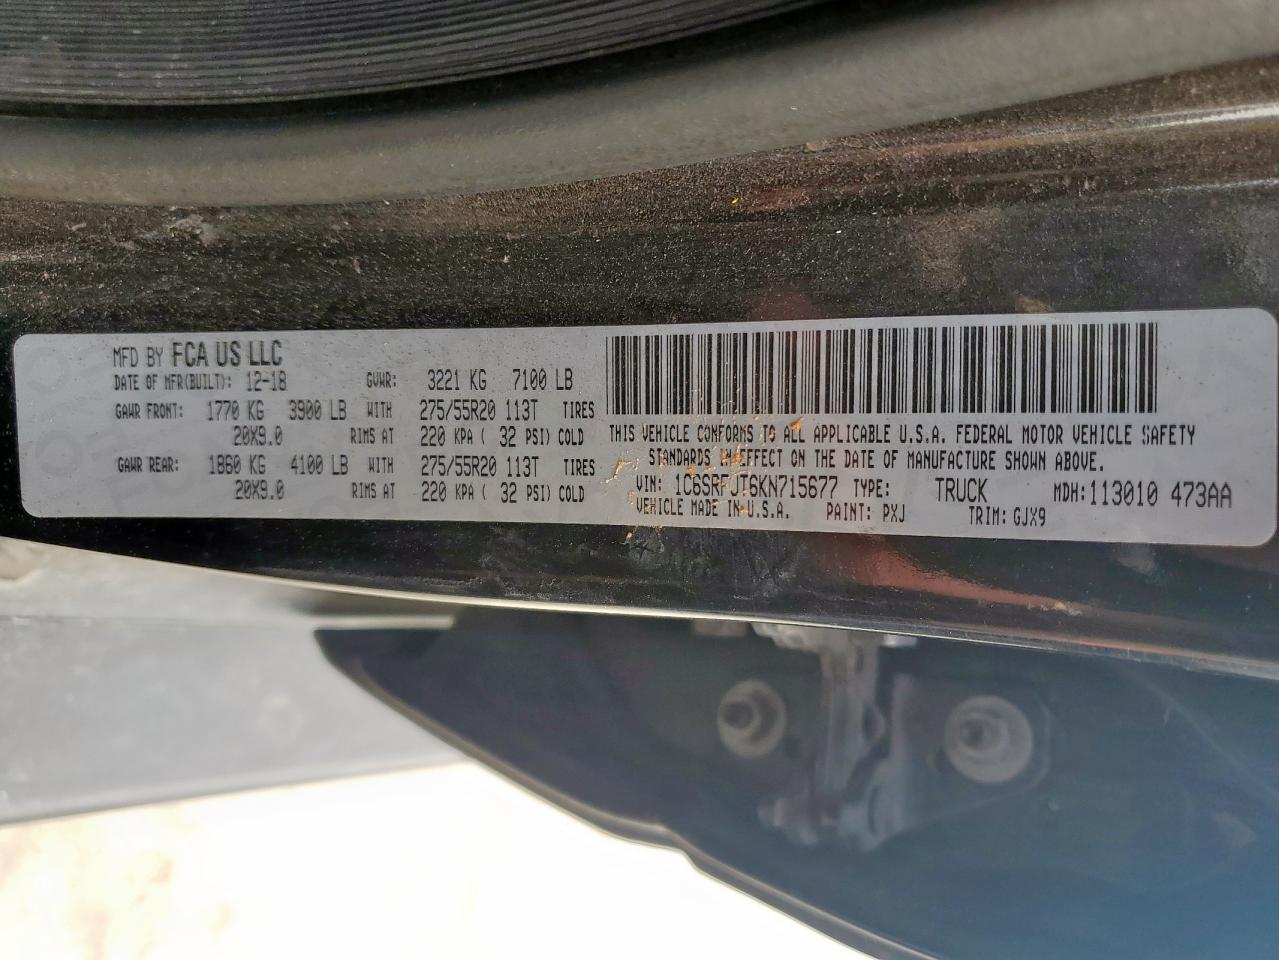 MFD BY FCA US LLC
DATE OF MFR(BUILT): 12-18 GVWR: 3221 KG 7100 LB
GAWR FRONT: 1770 KG 3900 LB WITH 275/55R20 113T TIRES
20X9.0 RIMS AT 220 KPA ( 32 PSI) COLD
GAWR REAR: 1860 KG 4100 LB WITH 275/55R20 113T TIRES
20X9.0 RIMS AT 220 KPA ( 32 PSI) COLD
THIS VEHICLE CONFORMS TO ALL APPLICABLE U.S.A. FEDERAL MOTOR VEHICLE SAFETY
STANDARDS IN EFFECT ON THE DATE OF MANUFACTURE SHOWN ABOVE.
VIN: 1C6SRFJT6KN715677 TYPE: TRUCK MDH:113010 473AA
VEHICLE MADE IN U.S.A. PAINT: PXJ TRIM: GJX9